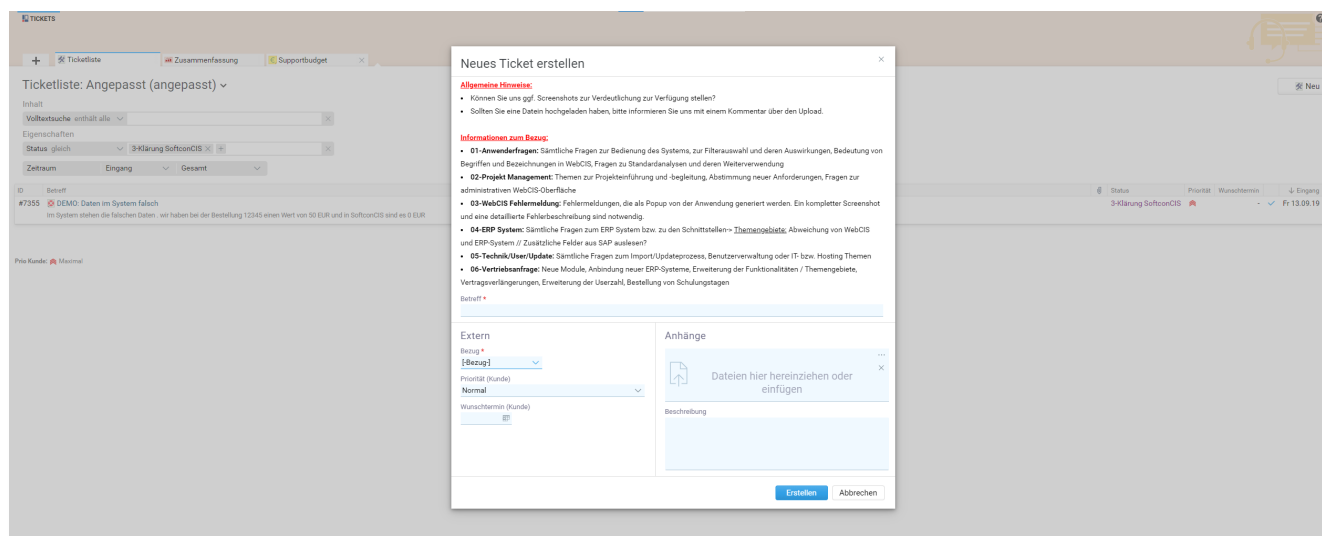 TICKETS
Ticketliste
Zusammenfassung
Supportbudget
Ticketliste: Angepasst (angepasst)
Neu
Inhalt
Volltextsuche enthält alle
Eigenschaften
Status gleich 3-Klärung SoftconCIS
Zeitraum Eingang Gesamt
ID Betreff Status Priorität Wunschtermin Eingang
#7355 DEMO: Daten im System falsch 3-Klärung SoftconCIS - Fr 13.09.19
im System stehen die falschen Daten . wir haben bei der Bestellung 12345 einen Wert von 50 EUR und in SoftconCIS sind es 0 EUR
Prio Kunde: Maximal
Neues Ticket erstellen
Allgemeine Hinweise:
• Können Sie uns ggf. Screenshots zur Verdeutlichung zur Verfügung stellen?
• Sollten Sie eine Datein hochgeladen haben, bitte informieren Sie uns mit einem Kommentar über den Upload.
Informationen zum Bezug:
• 01-Anwenderfragen: Sämtliche Fragen zur Bedienung des Systems, zur Filterauswahl und deren Auswirkungen, Bedeutung von
Begriffen und Bezeichnungen in WebCIS, Fragen zu Standardanalysen und deren Weiterverwendung
• 02-Projekt Management: Themen zur Projekteinführung und -begleitung, Abstimmung neuer Anforderungen, Fragen zur
administrativen WebCIS-Oberfläche
• 03-WebCIS Fehlermeldung: Fehlermeldungen, die als Popup von der Anwendung generiert werden. Ein kompletter Screenshot
und eine detaillierte Fehlerbeschreibung sind notwendig.
• 04-ERP System: Sämtliche Fragen zum ERP System bzw. zu den Schnittstellen-> Themengebiete: Abweichung von WebCIS
und ERP-System // Zusätzliche Felder aus SAP auslesen?
• 05-Technik/User/Update: Sämtliche Fragen zum Import/Updateprozess, Benutzerverwaltung oder IT- bzw. Hosting Themen
• 06-Vertriebsanfrage: Neue Module, Anbindung neuer ERP-Systeme, Erweiterung der Funktionalitäten / Themengebiete,
Vertragsverlängerungen, Erweiterung der Userzahl, Bestellung von Schulungstagen
Betreff *
Extern
Bezug *
[-Bezug-]
Priorität (Kunde)
Normal
Wunschtermin (Kunde)
Anhänge
Dateien hier hereinziehen oder
einfügen
Beschreibung
Erstellen
Abbrechen